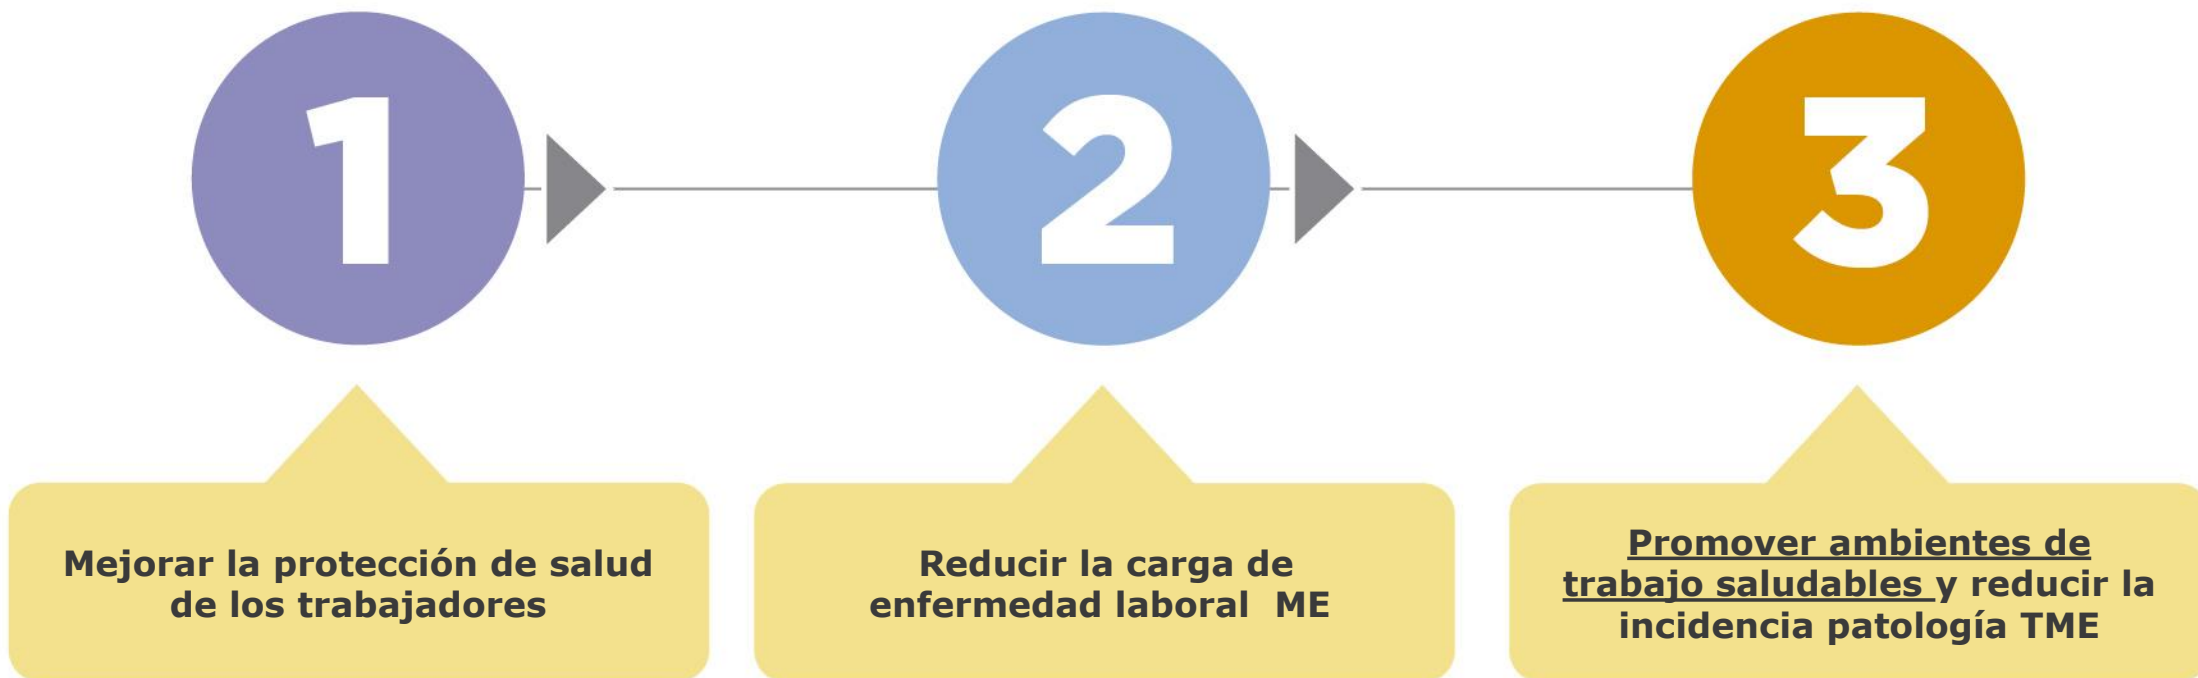 1
2
3
Mejorar la protección de salud
de los trabajadores
Reducir la carga de
enfermedad laboral  ME
Promover ambientes de
trabajo saludables y reducir la
incidencia patología TME